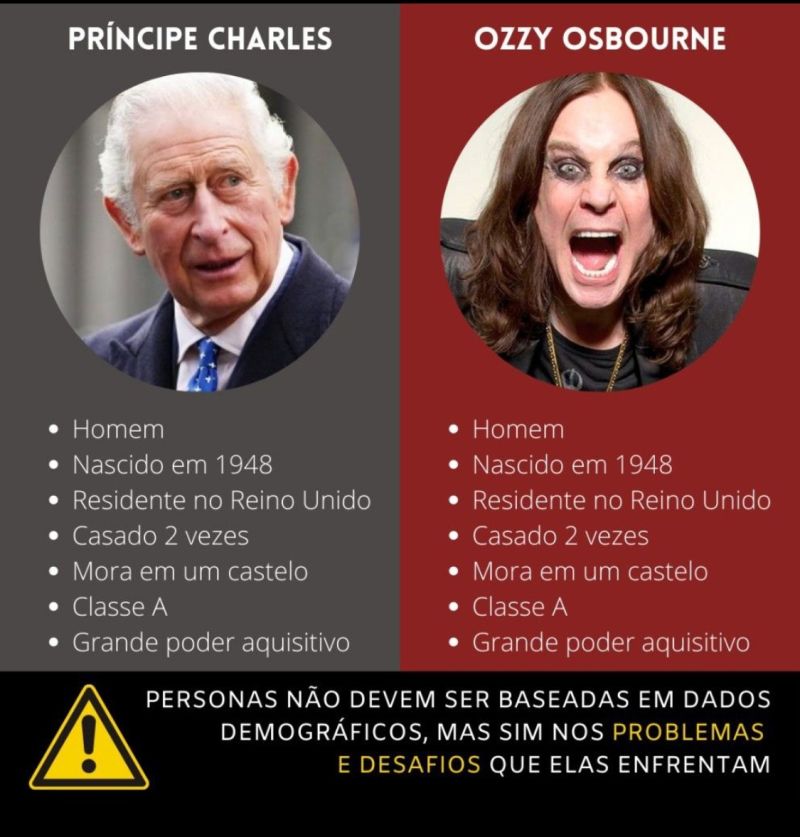 PRÍNCIPE CHARLES
• Homem
• Nascido em 1948
• Residente no Reino Unido
• Casado 2 vezes
• Mora em um castelo
• Classe A
• Grande poder aquisitivo
OZZY OSBOURNE
• Homem
• Nascido em 1948
• Residente no Reino Unido
• Casado 2 vezes
• Mora em um castelo
• Classe A
• Grande poder aquisitivo
PERSONAS NÃO DEVEM SER BASEADAS EM DADOS
DEMOGRÁFICOS, MAS SIM NOS PROBLEMAS
E DESAFIOS QUE ELAS ENFRENTAM